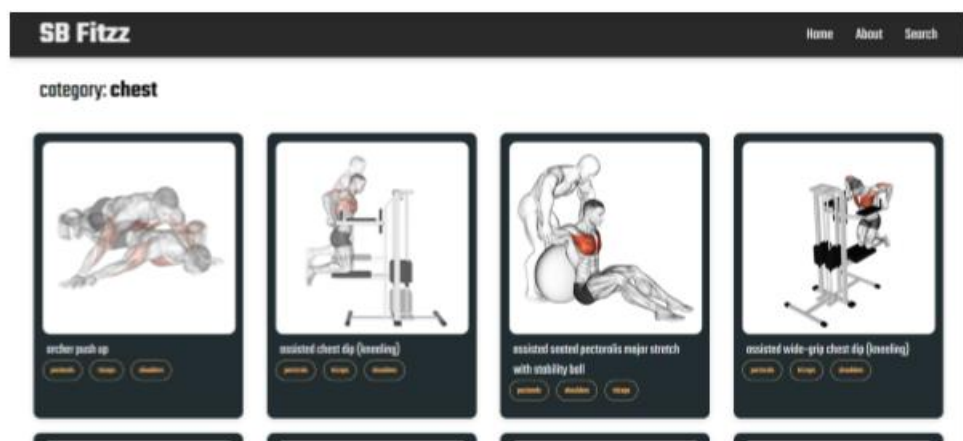 SB Fitzz
Home About Search
category: chest
archer push up
pectorals triceps shoulders
assisted chest dip (kneeling)
pectorals triceps shoulders
assisted seated pectoralis major stretch
with stability ball
pectorals shoulders triceps
assisted wide-grip chest dip (kneeling)
pectorals triceps shoulders